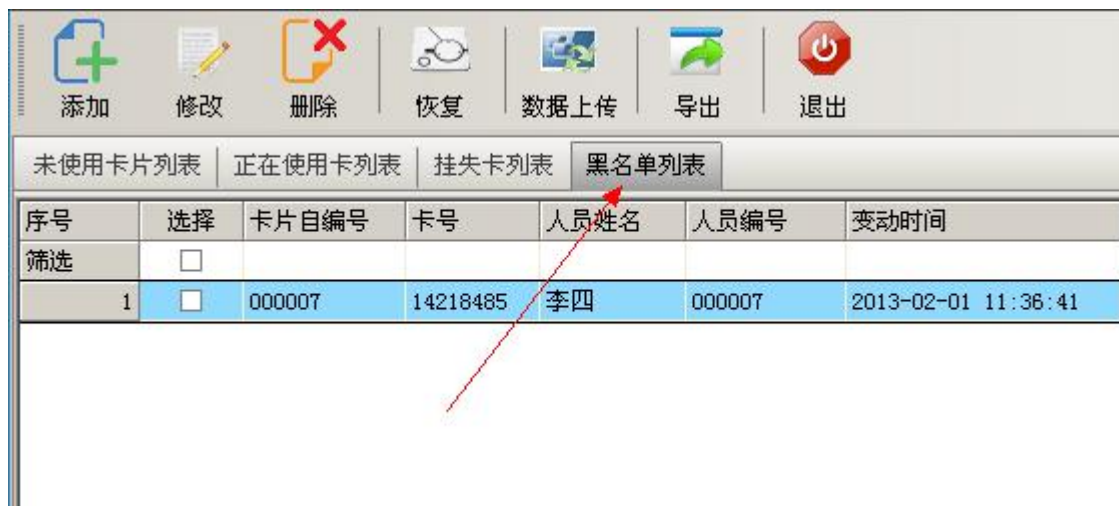 添加 修改 删除 恢复 数据上传 导出 退出
未使用卡片列表 正在使用卡列表 挂失卡列表 黑名单列表
序号 选择 卡片自编号 卡号 人员姓名 人员编号 变动时间
筛选
1 000007 14218485 李四 000007 2013-02-01 11:36:41